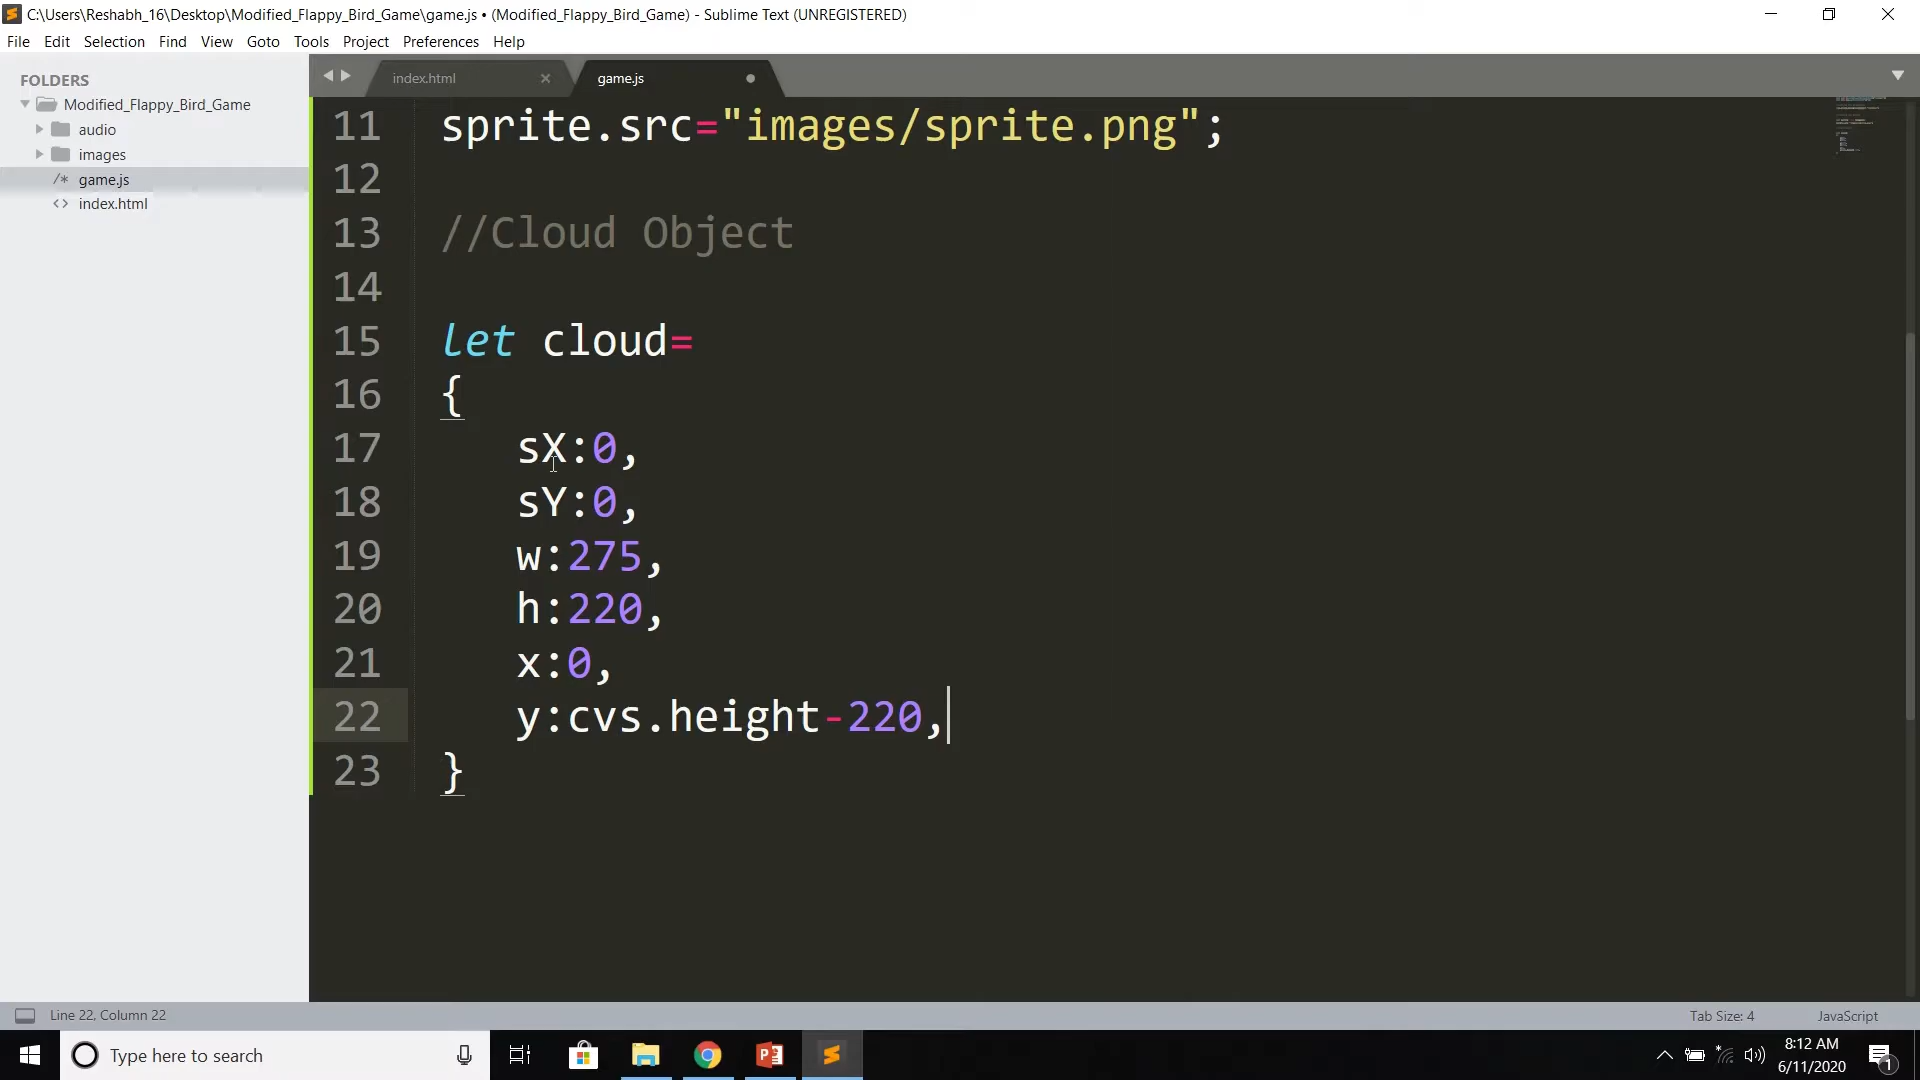 C:\Users\Reshabh_16\Desktop\Modified_Flappy_Bird_Game\game.js • (Modified_Flappy_Bird_Game) - Sublime Text (UNREGISTERED)
File Edit Selection Find View Goto Tools Project Preferences Help
FOLDERS
Modified_Flappy_Bird_Game
audio
images
/* game.js
<> index.html
index.html
game.js
11 sprite.src="images/sprite.png";
12
13 //Cloud Object
14
15 let cloud=
16 {
17 sX:0,
18 sY:0,
19 w:275,
20 h:220,
21 x:0,
22 y:cvs.height-220,
23 }
Line 22, Column 22
Tab Size: 4
JavaScript
Type here to search
8:12 AM
6/11/2020
1